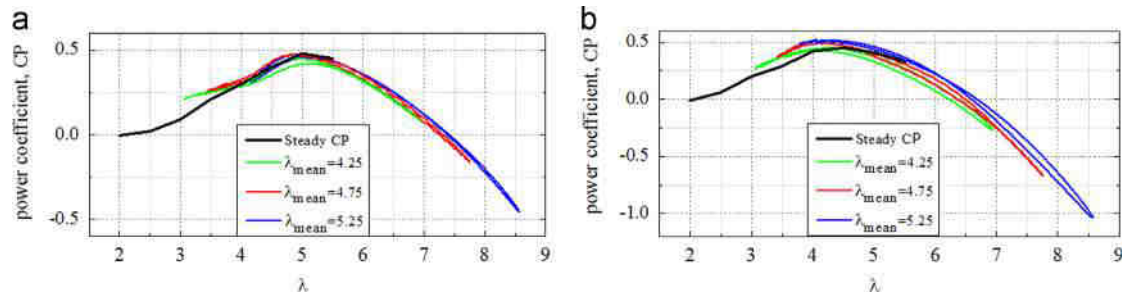 a
power coefficient, CP
0.5
0.0
-0.5
Steady CP
λmean=4.25
λmean=4.75
λmean=5.25
2 3 4 5 6 7 8 9
λ
b
power coefficient, CP
0.5
0.0
-0.5
-1.0
Steady CP
λmean=4.25
λmean=4.75
λmean=5.25
2 3 4 5 6 7 8 9
λ